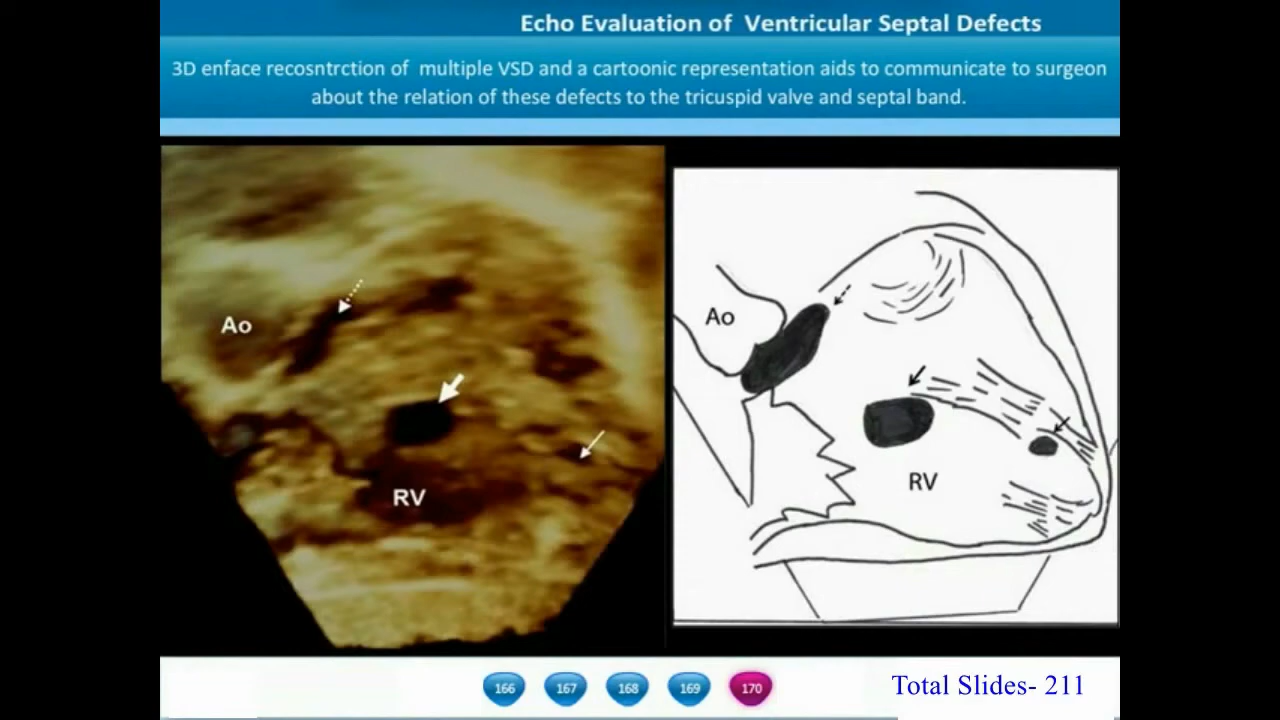 Echo Evaluation of Ventricular Septal Defects
3D enface recosntrction of multiple VSD and a cartoonic representation aids to communicate to surgeon
about the relation of these defects to the tricuspid valve and septal band.
Ao
RV
Ao
RV
166 167 168 169 170
Total Slides- 211